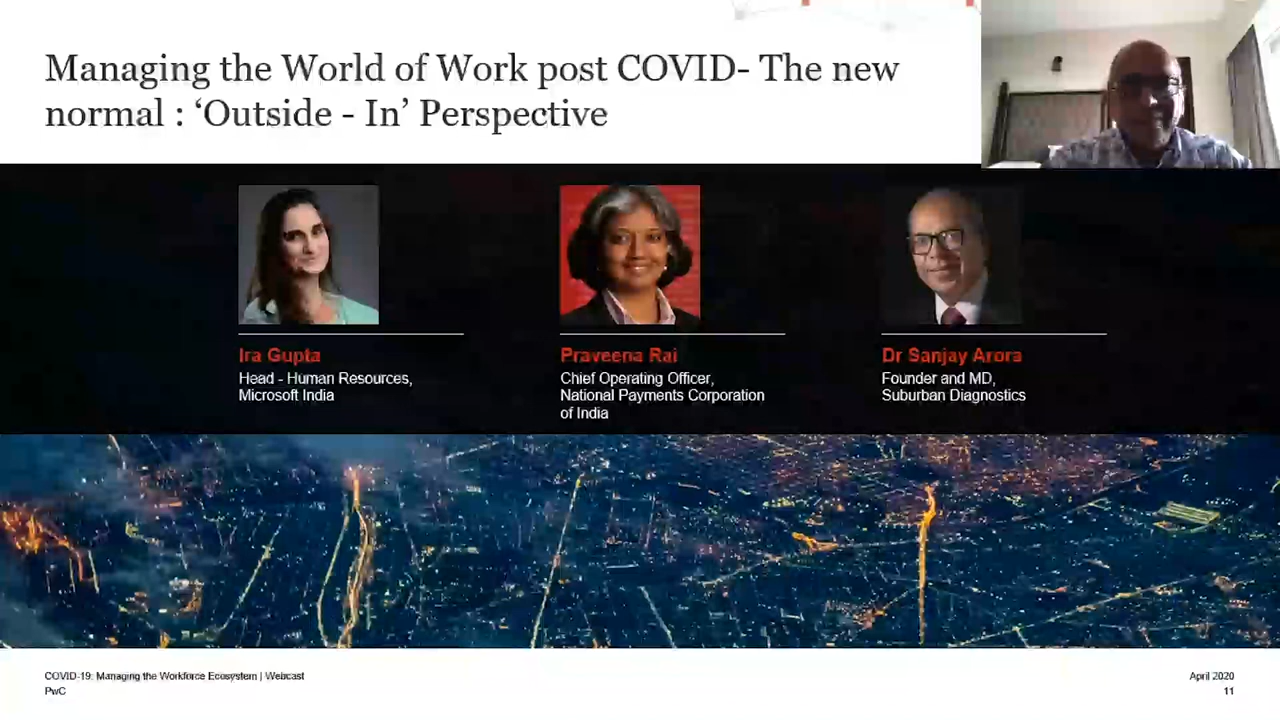 Managing the World of Work post COVID- The new
normal : ‘Outside - In’ Perspective
Ira Gupta
Head - Human Resources,
Microsoft India
Praveena Rai
Chief Operating Officer,
National Payments Corporation
of India
Dr Sanjay Arora
Founder and MD,
Suburban Diagnostics
COVID-19: Managing the Workforce Ecosystem | Webcast
PwC
April 2020
11